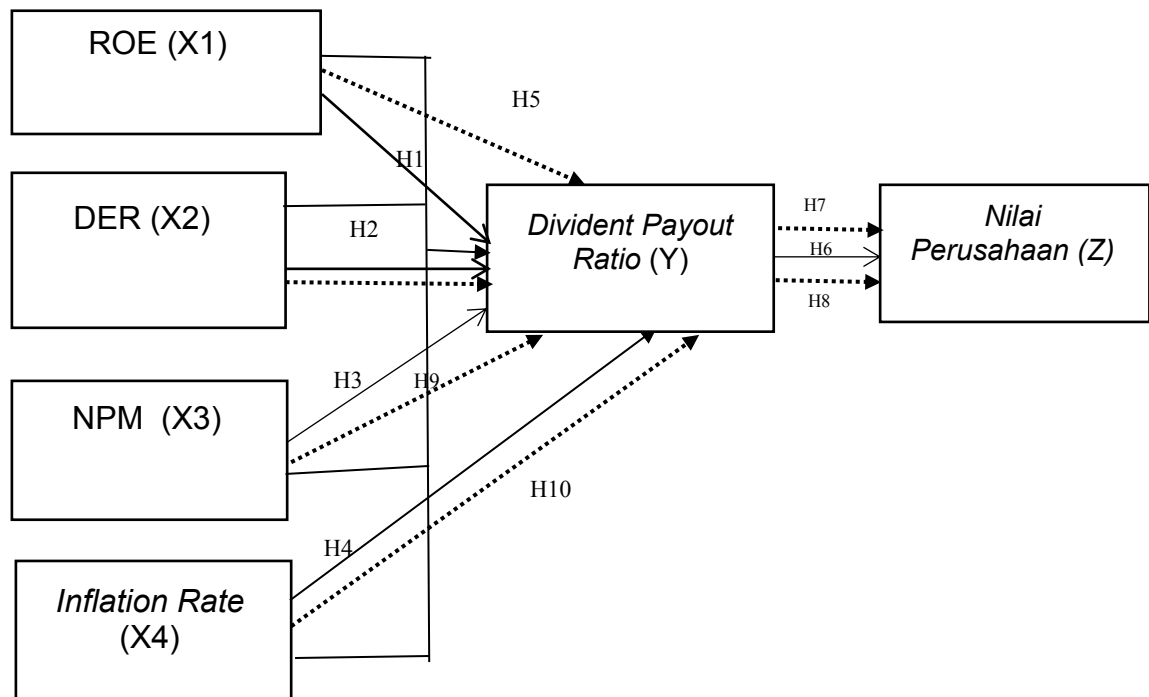 ROE (X1)
H5
H1
DER (X2)
H2
Divident Payout
Ratio (Y)
H7
H6
H8
Nilai
Perusahaan (Z)
NPM (X3)
H3
H9
H10
H4
Inflation Rate
(X4)